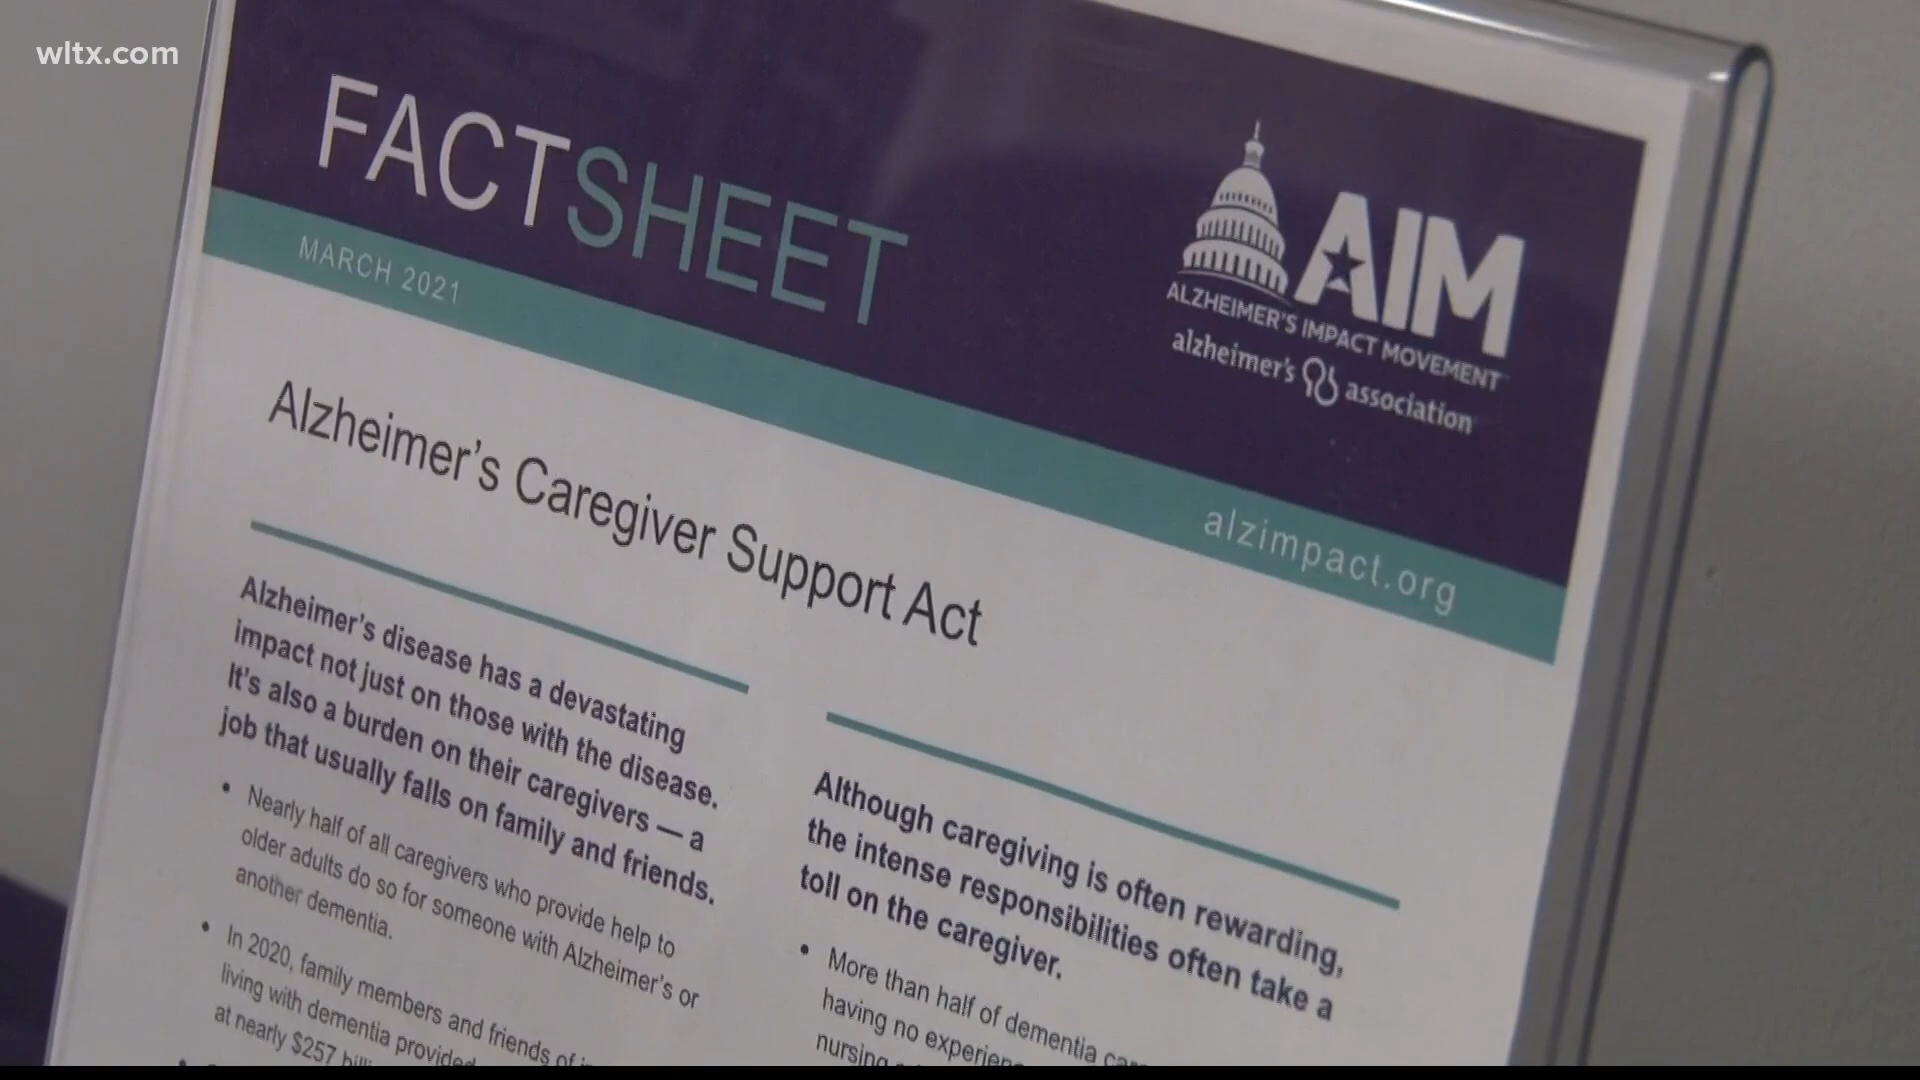 wltx.com
FACTSHEET
MARCH 2021
AIM
ALZHEIMER'S IMPACT MOVEMENT
alzheimer's association
alzimpact.org
Alzheimer's Caregiver Support Act
Alzheimer's disease has a devastating
impact not just on those with the disease.
It's also a burden on their caregivers — a
job that usually falls on family and friends.
• Nearly half of all caregivers who provide help to
older adults do so for someone with Alzheimer's or
another dementia.
• In 2020, family members and friends of
living with dementia provided
at nearly $257
Although caregiving is often rewarding,
the intense responsibilities often take a
toll on the caregiver.
• More than half of dementia
having no
nursing